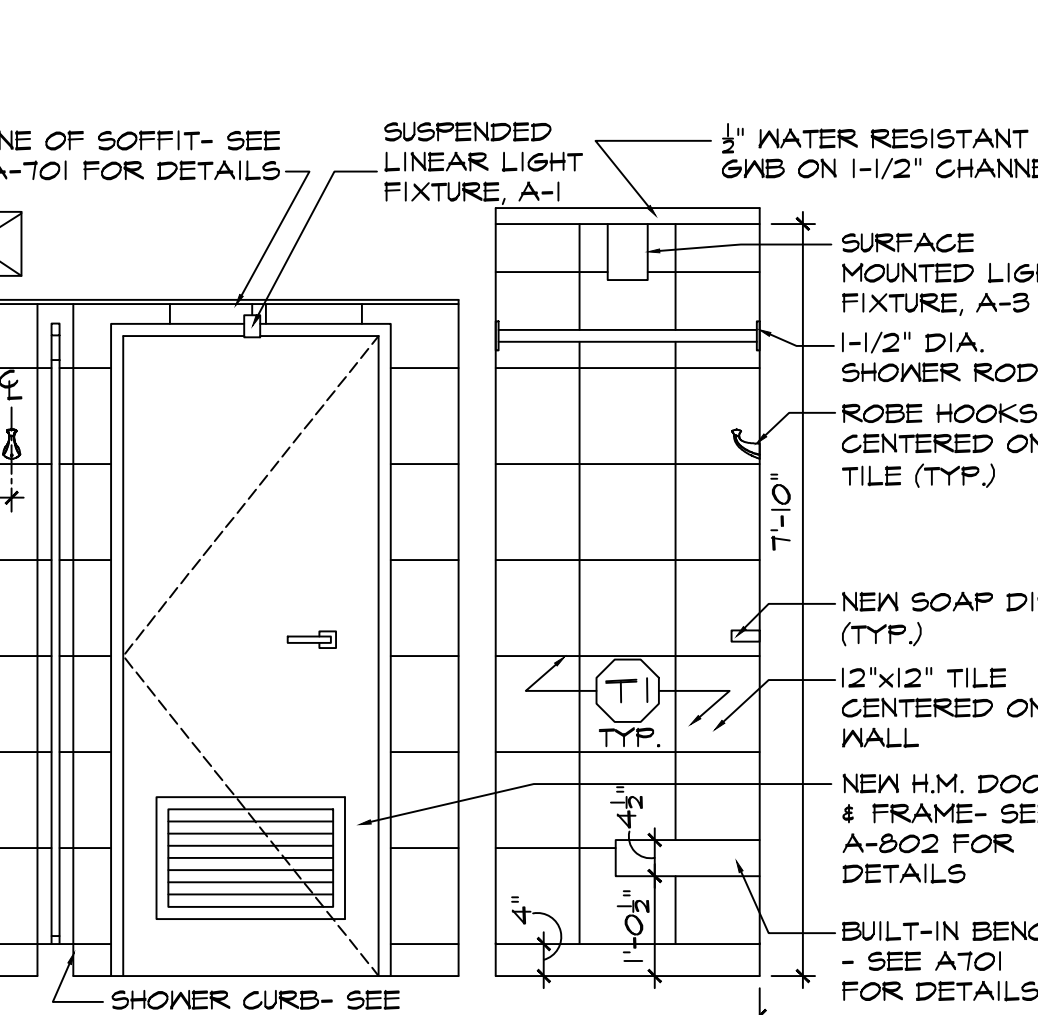 NE OF SOFFIT- SEE
A-701 FOR DETAILS
SUSPENDED
LINEAR LIGHT
FIXTURE, A-1
½" WATER RESISTANT
GWB ON 1-1/2" CHANNE
SURFACE
MOUNTED LIGH
FIXTURE, A-3
1-1/2" DIA.
SHOWER ROD
ROBE HOOKS
CENTERED ON
TILE (TYP.)
7'-10"
℄
NEW SOAP DI
(TYP.)
12"x12" TILE
CENTERED ON
WALL
T1
TYP.
NEW H.M. DOO
& FRAME- SEE
A-802 FOR
DETAILS
4½"
4"
1'-0½"
BUILT-IN BENC
- SEE A701
FOR DETAILS
SHOWER CURB- SEE